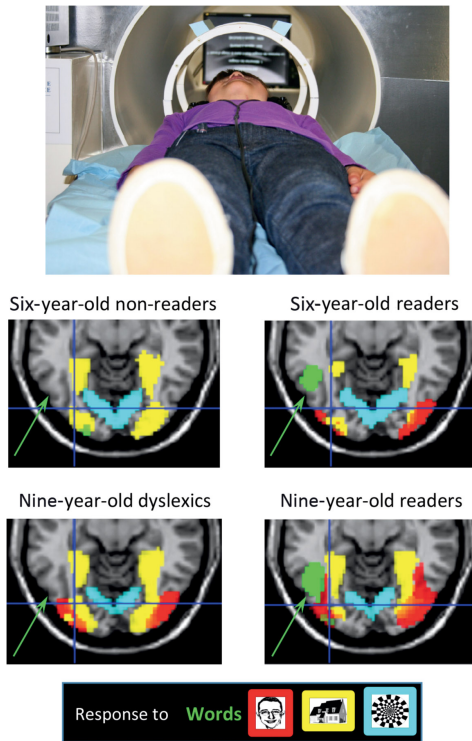 Six-year-old non-readers
Six-year-old readers
Nine-year-old dyslexics
Nine-year-old readers
Response to Words